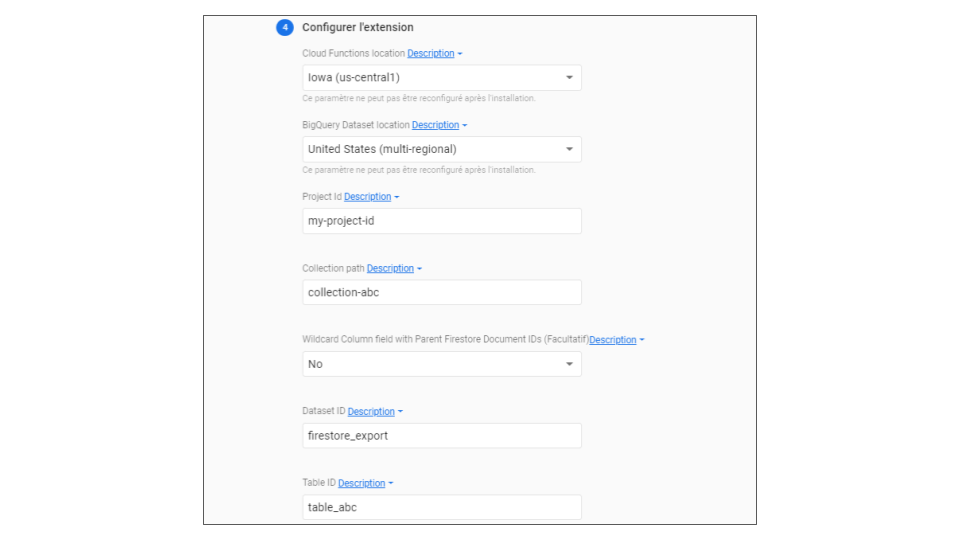 4 Configurer l'extension
Cloud Functions location Description
Iowa (us-central1)
Ce paramètre ne peut pas être reconfiguré après l'installation.
BigQuery Dataset location Description
United States (multi-regional)
Ce paramètre ne peut pas être reconfiguré après l'installation.
Project Id Description
my-project-id
Collection path Description
collection-abc
Wildcard Column field with Parent Firestore Document IDs (Facultatif)Description
No
Dataset ID Description
firestore_export
Table ID Description
table_abc